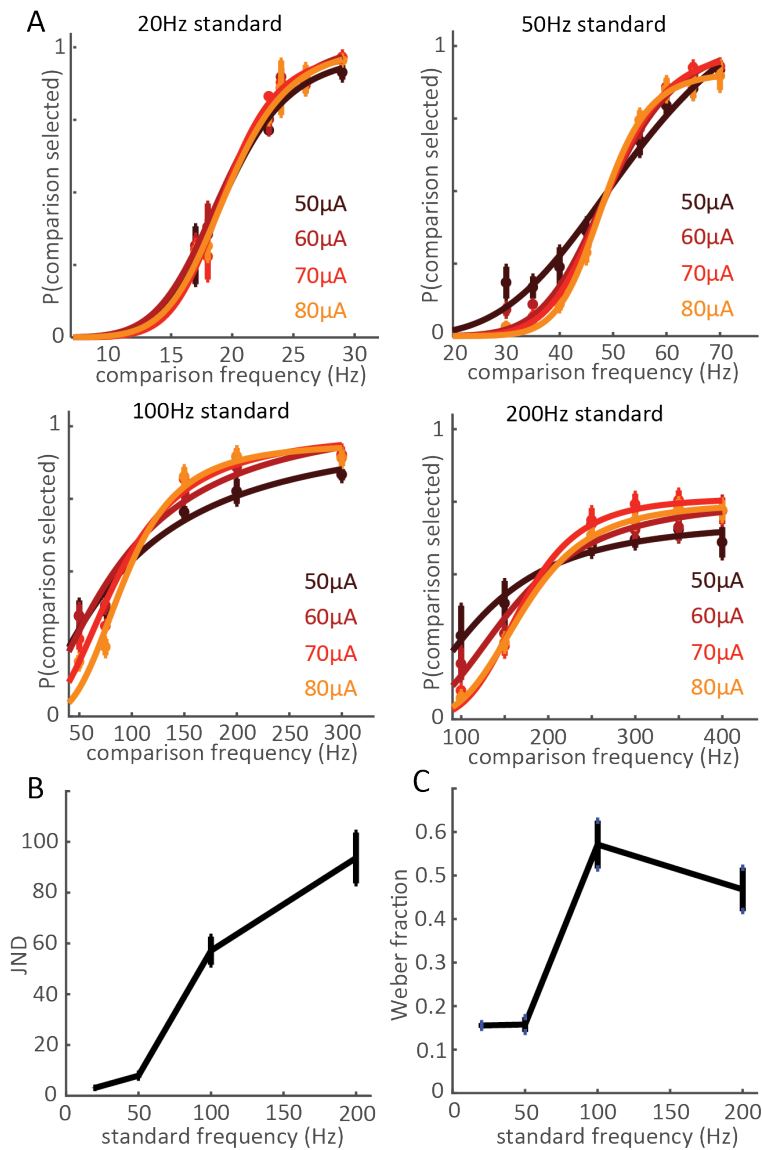 A
20Hz standard
P(comparison selected)
1
0
50μA
60μA
70μA
80μA
10 15 20 26 29
comparison frequency (Hz)
50Hz standard
P(comparison selected)
1
0
50μA
60μA
70μA
80μA
20 30 40 50 60 70
comparison frequency (Hz)
100Hz standard
P(comparison selected)
1
0
50μA
60μA
70μA
80μA
50 100 150 200 300
comparison frequency (Hz)
200Hz standard
P(comparison selected)
1
0
50μA
60μA
70μA
80μA
100 200 300 400
comparison frequency (Hz)
B
JND
100
80
60
40
20
0
0 50 100 150 200
standard frequency (Hz)
C
Weber fraction
0.6
0.5
0.4
0.3
0.2
0.1
0
0 50 100 150 200
standard frequency (Hz)